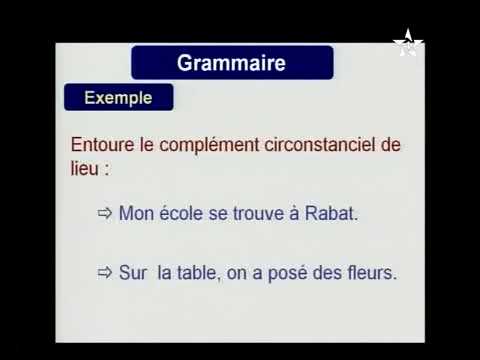 Grammaire
Exemple
Entoure le complément circonstanciel de
lieu :
⇨ Mon école se trouve à Rabat.
⇨ Sur la table, on a posé des fleurs.